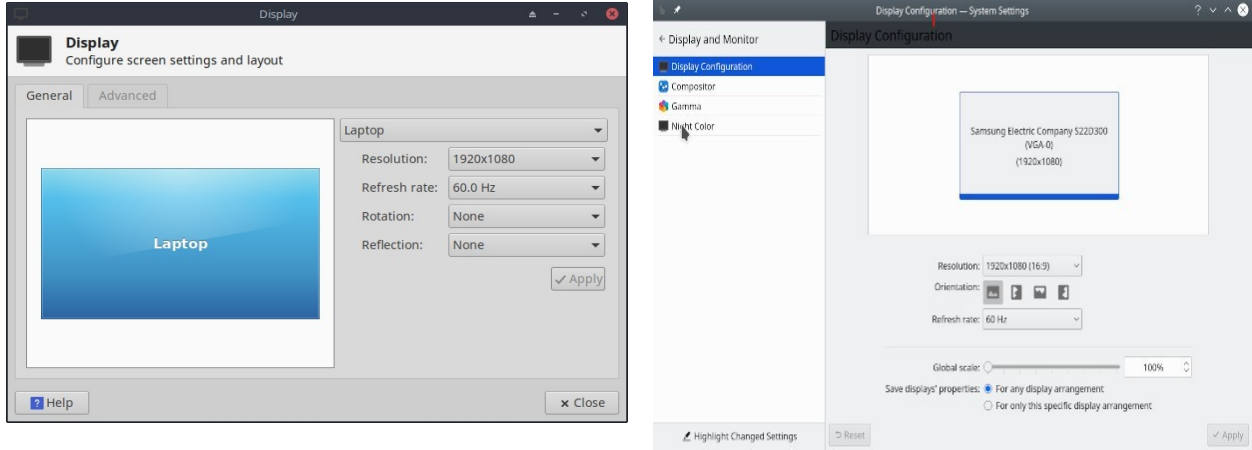 Display
Display
Configure screen settings and layout
General
Advanced
Laptop
Laptop
Resolution: 1920x1080
Refresh rate: 60.0 Hz
Rotation: None
Reflection: None
Apply
? Help
Close
Display Configuration — System Settings
Display and Monitor
Display Configuration
Compositor
Gamma
Night Color
Display Configuration
Samsung Electric Company S22D300
(VGA-0)
(1920x1080)
Resolution: 1920x1080 (16:9)
Orientation:
Refresh rate: 60 Hz
Global scale: 100%
Save displays' properties: For any display arrangement
For only this specific display arrangement
Highlight Changed Settings
Reset
Apply